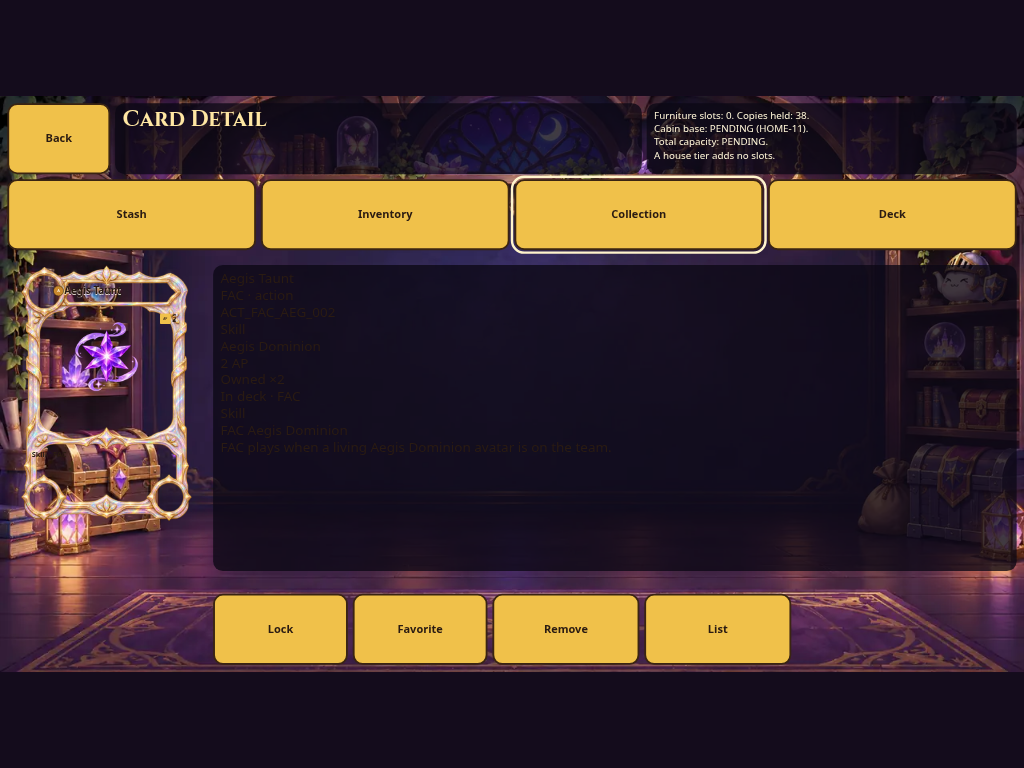 Back
Card Detail
Furniture slots: 0. Copies held: 38.
Cabin base: PENDING (HOME-11).
Total capacity: PENDING.
A house tier adds no slots.
Stash
Inventory
Collection
Deck
Aegis Taunt
Aegis Taunt
FAC · action
ACT_FAC_AEG_002
Skill
Aegis Dominion
2 AP
Owned ×2
In deck · FAC
Skill
FAC Aegis Dominion
FAC plays when a living Aegis Dominion avatar is on the team.
Lock
Favorite
Remove
List